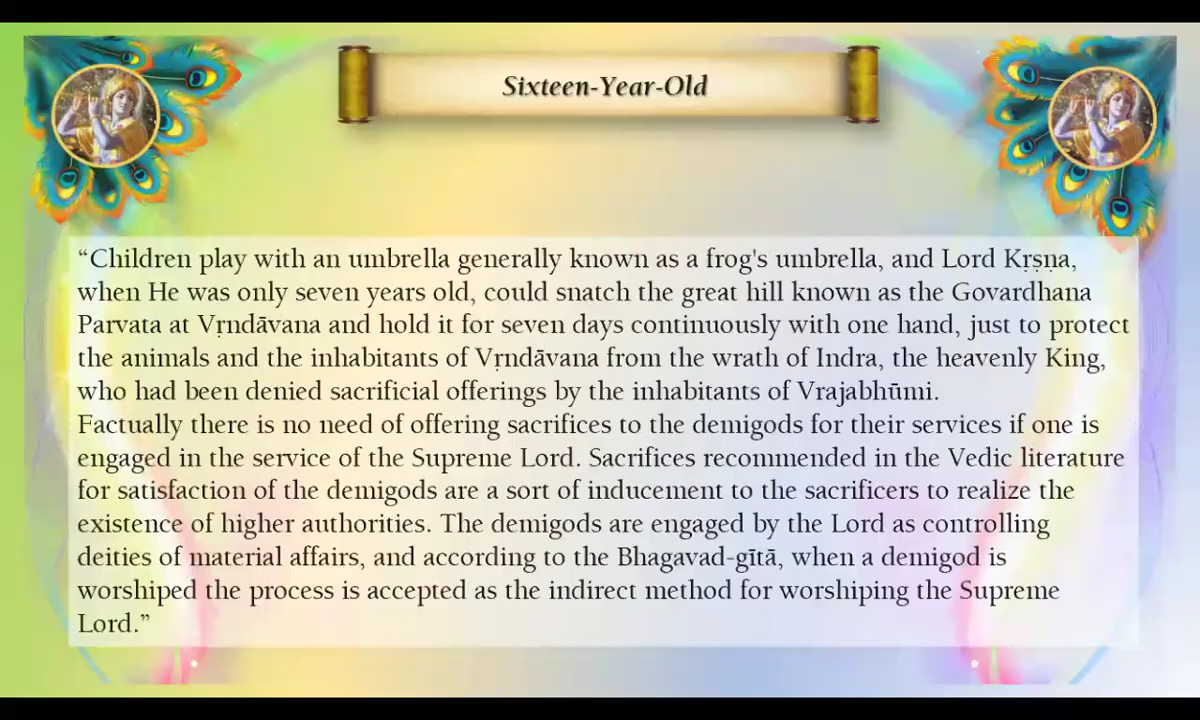 Sixteen-Year-Old
“Children play with an umbrella generally known as a frog's umbrella, and Lord Kṛṣṇa,
when He was only seven years old, could snatch the great hill known as the Govardhana
Parvata at Vṛndāvana and hold it for seven days continuously with one hand, just to protect
the animals and the inhabitants of Vṛndāvana from the wrath of Indra, the heavenly King,
who had been denied sacrificial offerings by the inhabitants of Vrajabhūmi.
Factually there is no need of offering sacrifices to the demigods for their services if one is
engaged in the service of the Supreme Lord. Sacrifices recommended in the Vedic literature
for satisfaction of the demigods are a sort of inducement to the sacrificers to realize the
existence of higher authorities. The demigods are engaged by the Lord as controlling
deities of material affairs, and according to the Bhagavad-gītā, when a demigod is
worshiped the process is accepted as the indirect method for worshiping the Supreme
Lord.”